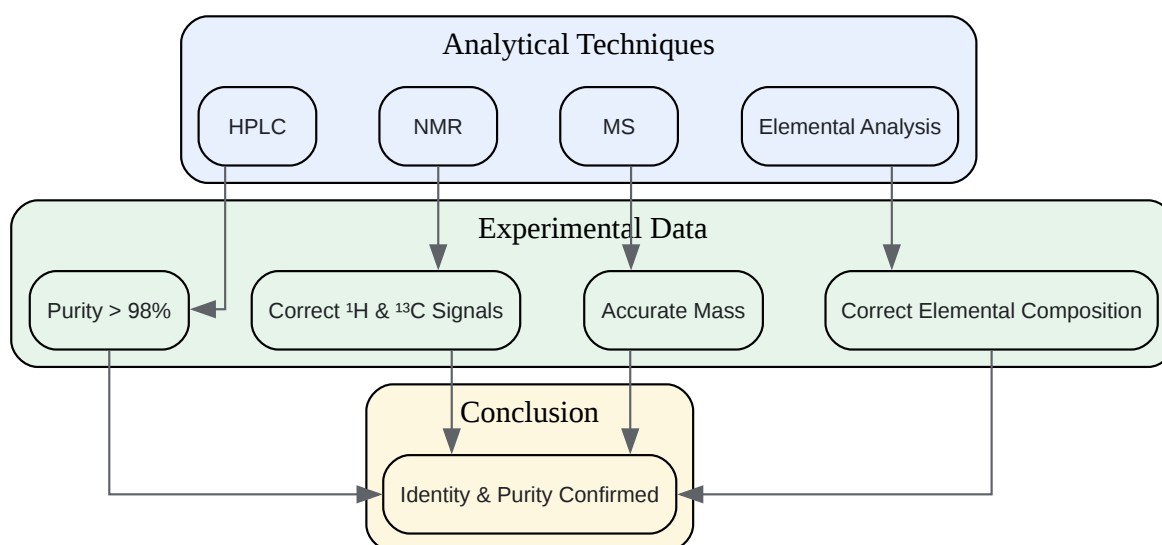 Analytical Techniques
HPLC
NMR
MS
Elemental Analysis
Experimental Data
Purity > 98%
Correct ¹H & ¹³C Signals
Accurate Mass
Correct Elemental Composition
Conclusion
Identity & Purity Confirmed